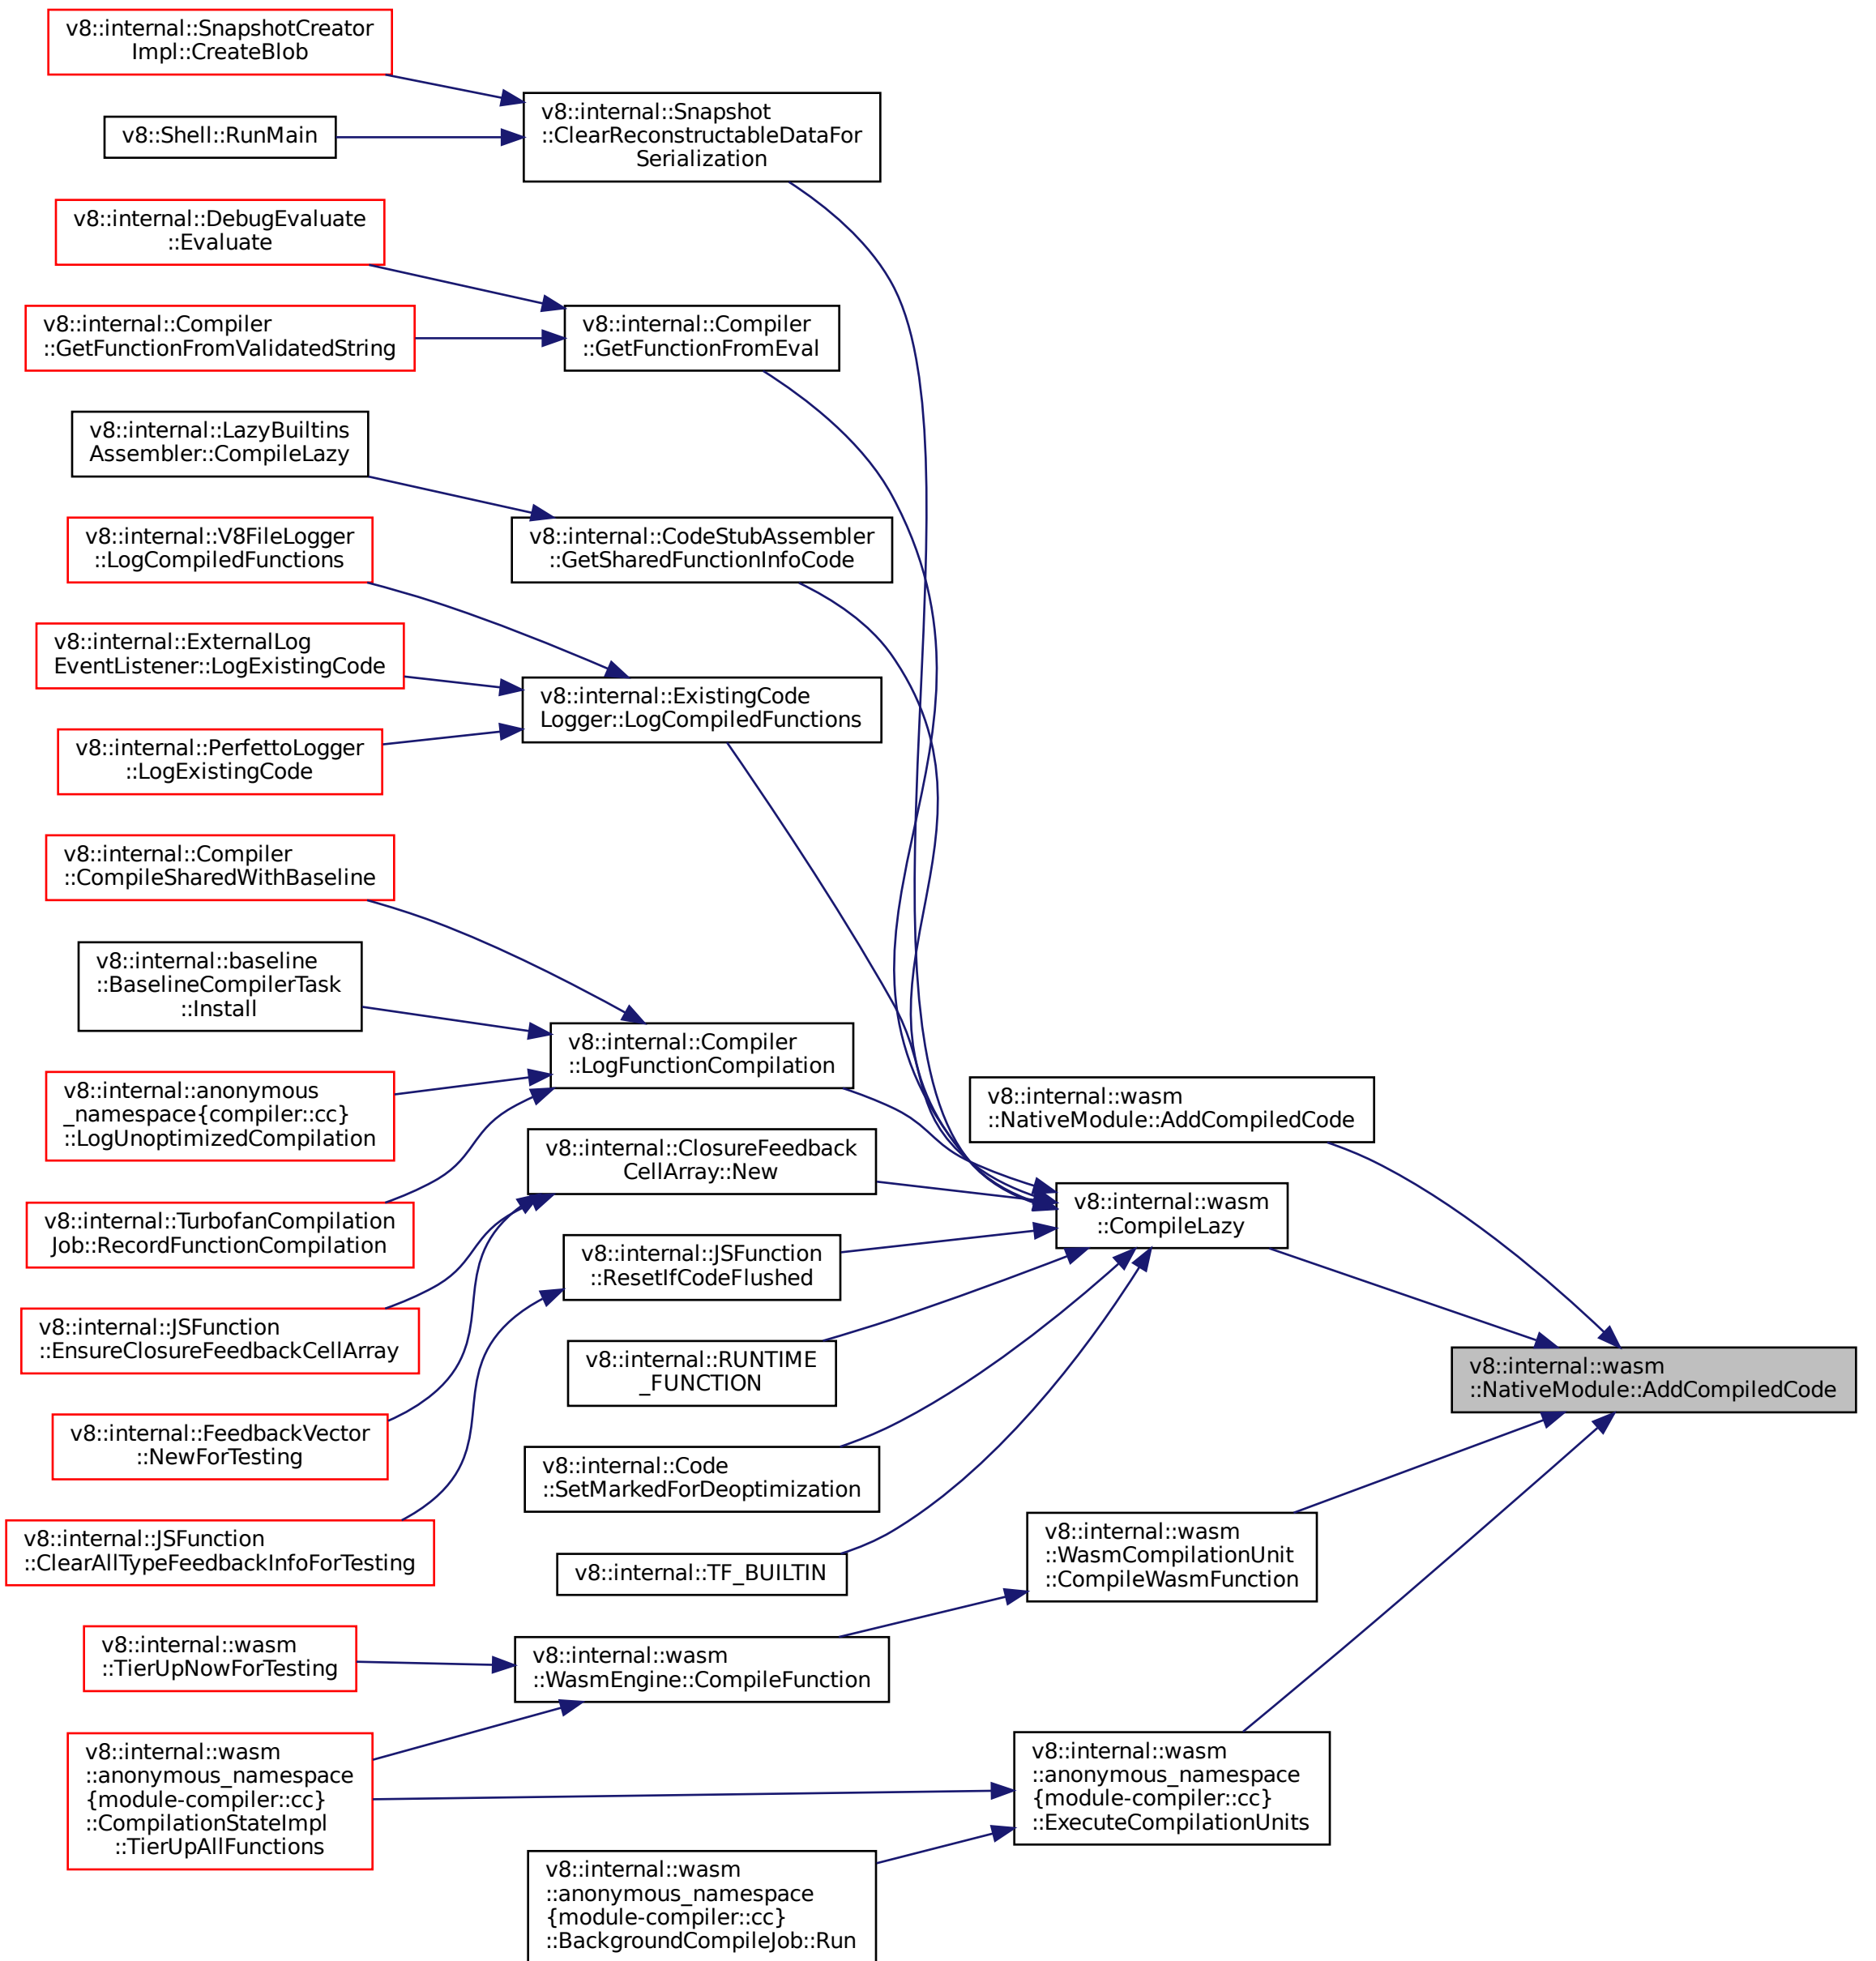 v8::internal::SnapshotCreator
Impl::CreateBlob
v8::Shell::RunMain
v8::internal::DebugEvaluate
::Evaluate
v8::internal::Compiler
::GetFunctionFromValidatedString
v8::internal::LazyBuiltins
Assembler::CompileLazy
v8::internal::V8FileLogger
::LogCompiledFunctions
v8::internal::ExternalLog
EventListener::LogExistingCode
v8::internal::PerfettoLogger
::LogExistingCode
v8::internal::Compiler
::CompileSharedWithBaseline
v8::internal::baseline
::BaselineCompilerTask
::Install
v8::internal::anonymous
_namespace{compiler::cc}
::LogUnoptimizedCompilation
v8::internal::TurbofanCompilation
Job::RecordFunctionCompilation
v8::internal::JSFunction
::EnsureClosureFeedbackCellArray
v8::internal::FeedbackVector
::NewForTesting
v8::internal::JSFunction
::ClearAllTypeFeedbackInfoForTesting
v8::internal::wasm
::TierUpNowForTesting
v8::internal::wasm
::anonymous_namespace
{module-compiler::cc}
::CompilationStateImpl
::TierUpAllFunctions
v8::internal::Snapshot
::ClearReconstructableDataFor
Serialization
v8::internal::Compiler
::GetFunctionFromEval
v8::internal::CodeStubAssembler
::GetSharedFunctionInfoCode
v8::internal::ExistingCode
Logger::LogCompiledFunctions
v8::internal::Compiler
::LogFunctionCompilation
v8::internal::ClosureFeedback
CellArray::New
v8::internal::JSFunction
::ResetIfCodeFlushed
v8::internal::RUNTIME
_FUNCTION
v8::internal::Code
::SetMarkedForDeoptimization
v8::internal::TF_BUILTIN
v8::internal::wasm
::WasmEngine::CompileFunction
v8::internal::wasm
::anonymous_namespace
{module-compiler::cc}
::BackgroundCompileJob::Run
v8::internal::wasm
::NativeModule::AddCompiledCode
v8::internal::wasm
::CompileLazy
v8::internal::wasm
::WasmCompilationUnit
::CompileWasmFunction
v8::internal::wasm
::anonymous_namespace
{module-compiler::cc}
::ExecuteCompilationUnits
v8::internal::wasm
::NativeModule::AddCompiledCode